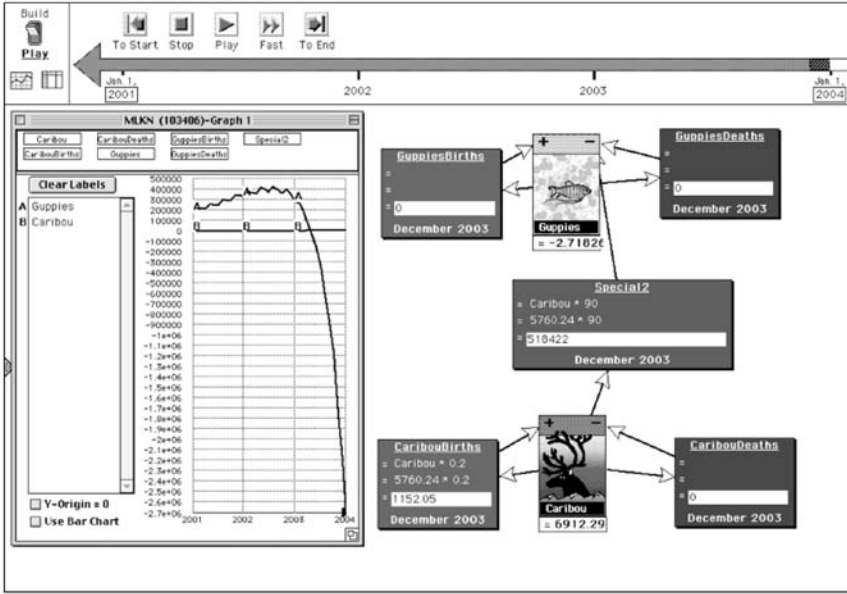 Build
Play
To Start
Stop
Play
Fast
To End
Jan. 1,
2001
2002
2003
Jan. 1,
2004
MLKN (103406)-Graph 1
Caribou
CaribouDeaths
GuppiesBirths
Special2
CaribouBirths
Guppies
GuppiesDeaths
Clear Labels
A Guppies
B Caribou
500000
400000
300000
200000
100000
0
-100000
-200000
-300000
-400000
-500000
-600000
-700000
-800000
-900000
-1e+06
-1.1e+06
-1.2e+06
-1.3e+06
-1.4e+06
-1.5e+06
-1.6e+06
-1.7e+06
-1.8e+06
-1.9e+06
-2e+06
-2.1e+06
-2.2e+06
-2.3e+06
-2.4e+06
-2.5e+06
-2.6e+06
-2.7e+06
A
A
A
B
B
B
2001
2002
2003
2004
Y-Origin = 0
Use Bar Chart
GuppiesBirths
=
=
= 0
December 2003
+ −
Guppies
= -2.71826
GuppiesDeaths
=
=
= 0
December 2003
Special2
= Caribou * 90
= 5760.24 * 90
= 518422
December 2003
CaribouBirths
= Caribou * 0.2
= 5760.24 * 0.2
= 1152.05
December 2003
+ −
Caribou
= 6912.29
CaribouDeaths
=
=
= 0
December 2003